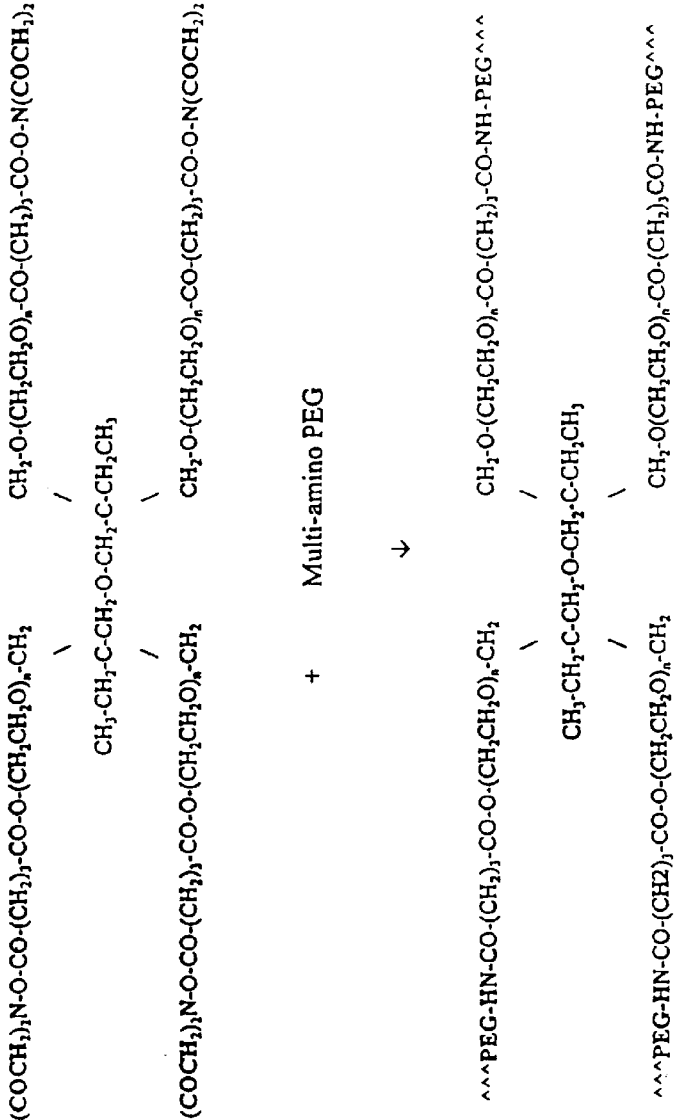 (COCH₂)₂N-O-CO-(CH₂)₃-CO-O-(CH₂CH₂O)ₙ-CH₂ CH₂-O-(CH₂CH₂O)ₙ-CO-(CH₂)₃-CO-O-N(COCH₂)₂
\ /
CH₃-CH₂-C-CH₂-O-CH₂-C-CH₂CH₃
/ \
(COCH₂)₂N-O-CO-(CH₂)₃-CO-O-(CH₂CH₂O)ₙ-CH₂ CH₂-O-(CH₂CH₂O)ₙ-CO-(CH₂)₃-CO-O-N(COCH₂)₂
+ Multi-amino PEG
↓
^^^PEG-HN-CO-(CH₂)₃-CO-O-(CH₂CH₂O)ₙ-CH₂ CH₂-O-(CH₂CH₂O)ₙ-CO-(CH₂)₃-CO-NH-PEG^^^
\ /
CH₃-CH₂-C-CH₂-O-CH₂-C-CH₂CH₃
/ \
^^^PEG-HN-CO-(CH2)₃-CO-O-(CH₂CH₂O)ₙ-CH₂ CH₂-O(CH₂CH₂O)ₙ-CO-(CH₂)₃CO-NH-PEG^^^